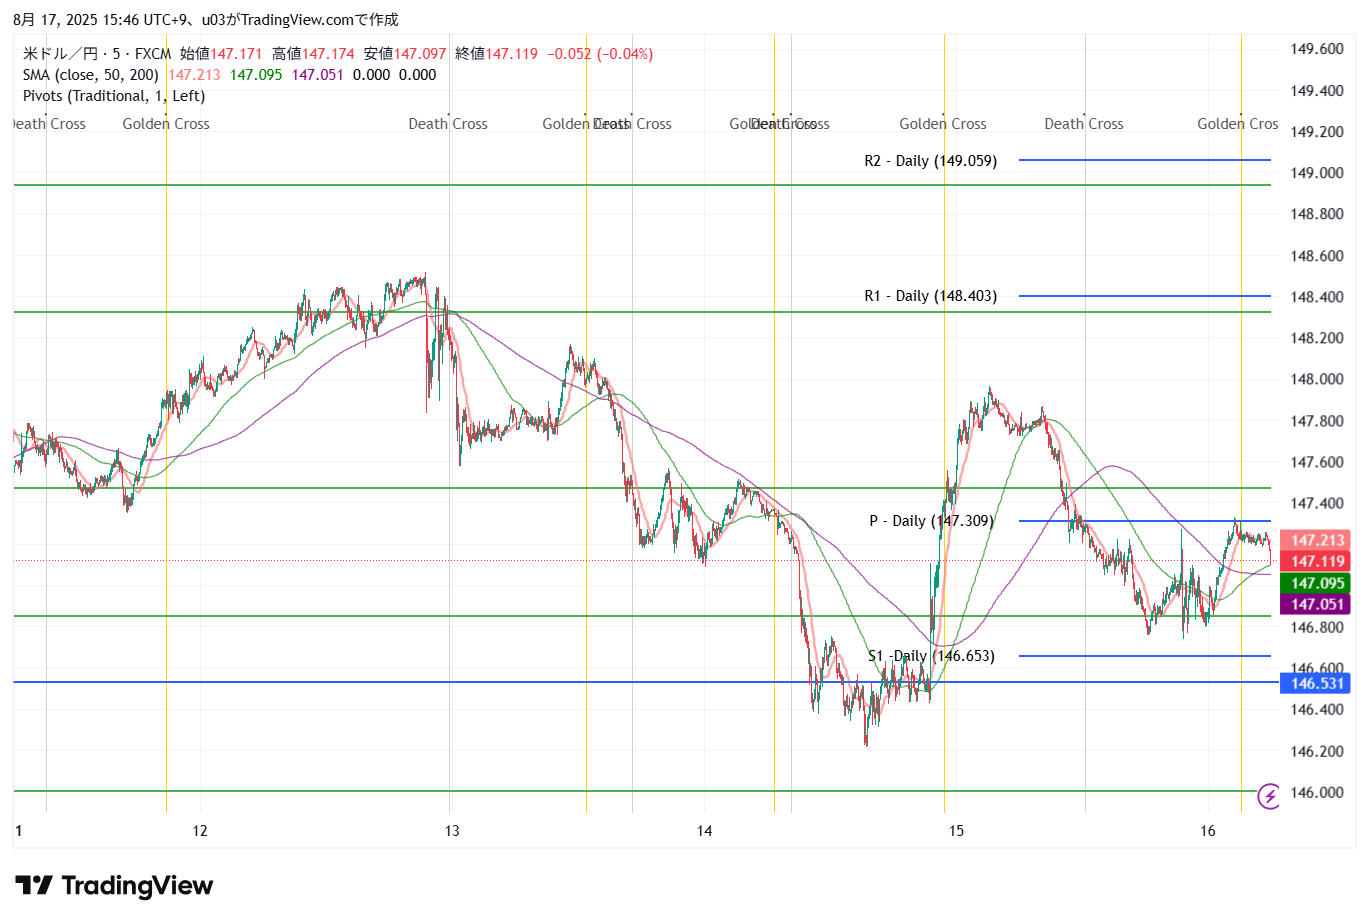 8月 17, 2025 15:46 UTC+9、u03がTradingView.comで作成
米ドル／円 · 5 · FXCM 始値147.171 高値147.174 安値147.097 終値147.119 −0.052 (−0.04%)
SMA (close, 50, 200) 147.213 147.095 147.051 0.000 0.000
Pivots (Traditional, 1, Left)
Death Cross Golden Cross Death Cross Golden Cross Death Cross Golden Cross Death Cross Golden Cross Death Cross Golden Cros
R2 - Daily (149.059)
R1 - Daily (148.403)
P - Daily (147.309)
S1 - Daily (146.653)
149.600
149.400
149.200
149.000
148.800
148.600
148.400
148.200
148.000
147.800
147.600
147.400
147.213
147.119
147.095
147.051
146.800
146.600
146.531
146.400
146.200
146.000
1 12 13 14 15 16
TradingView